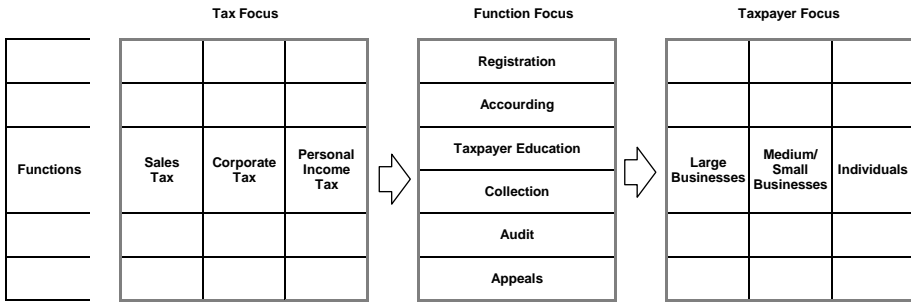 Tax Focus
Function Focus
Taxpayer Focus
Functions
Sales
Tax
Corporate
Tax
Personal
Income
Tax
Registration
Accourding
Taxpayer Education
Collection
Audit
Appeals
Large
Businesses
Medium/
Small
Businesses
Individuals